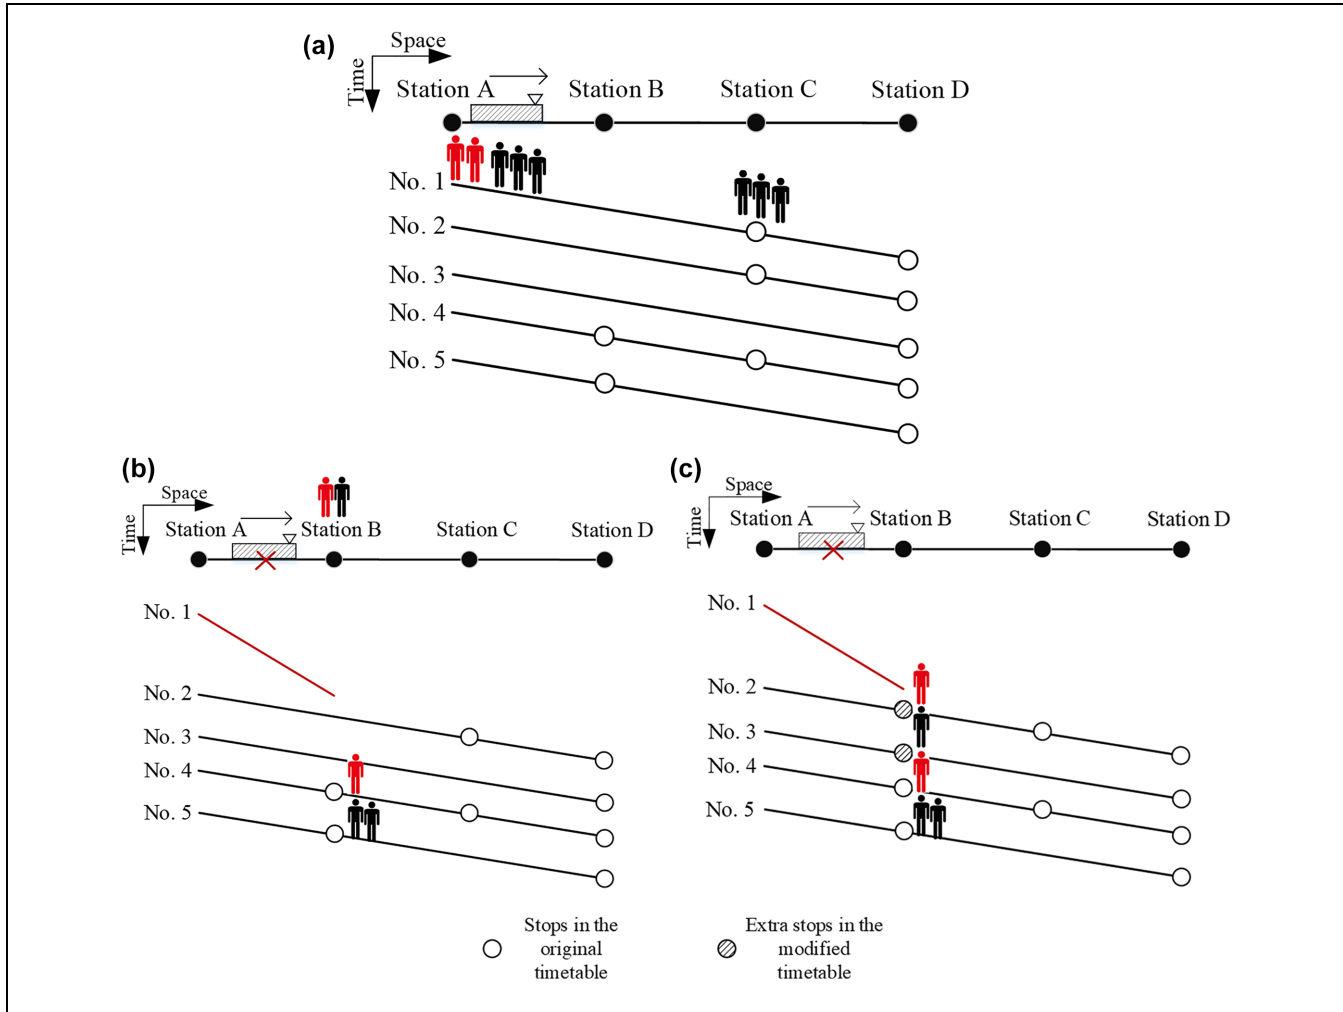 (a)
Space
Time
Station A
Station B
Station C
Station D
No. 1
No. 2
No. 3
No. 4
No. 5
(b)
Space
Time
Station A
Station B
Station C
Station D
No. 1
No. 2
No. 3
No. 4
No. 5
(c)
Space
Time
Station A
Station B
Station C
Station D
No. 1
No. 2
No. 3
No. 4
No. 5
Stops in the
original
timetable
Extra stops in the
modified
timetable